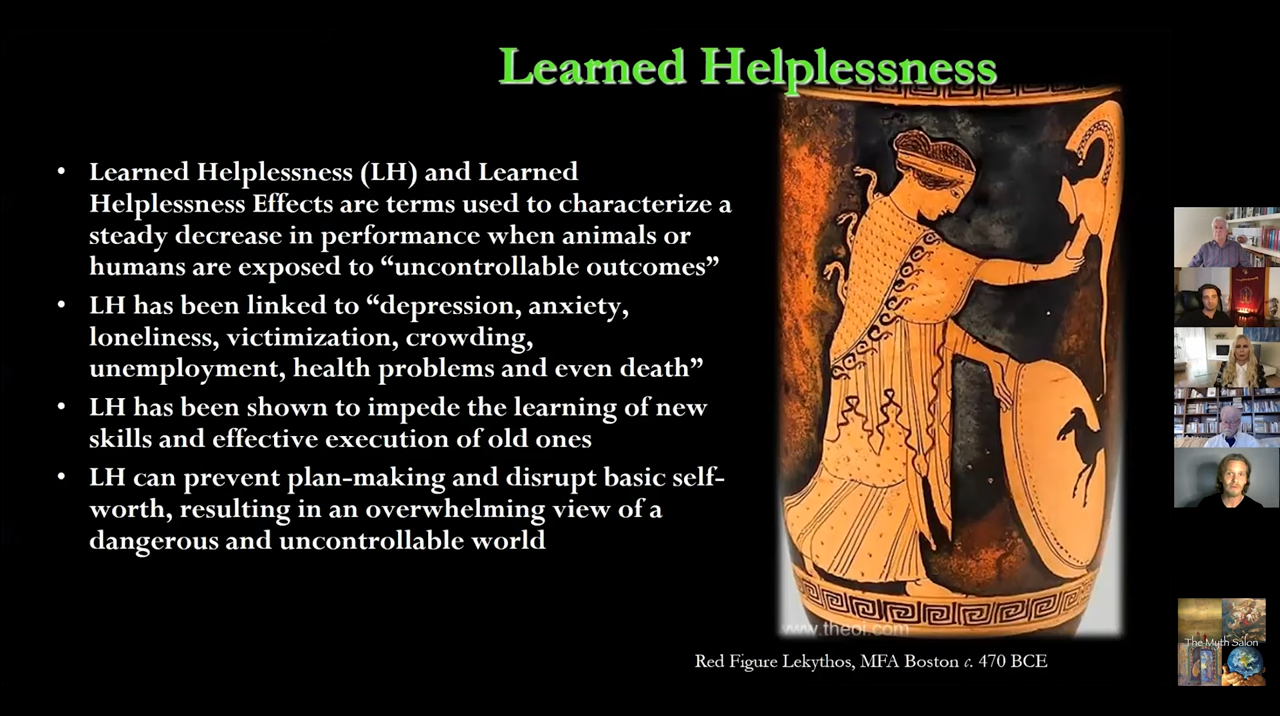 Learned Helplessness
• Learned Helplessness (LH) and Learned
Helplessness Effects are terms used to characterize a
steady decrease in performance when animals or
humans are exposed to “uncontrollable outcomes”
• LH has been linked to “depression, anxiety,
loneliness, victimization, crowding,
unemployment, health problems and even death”
• LH has been shown to impede the learning of new
skills and effective execution of old ones
• LH can prevent plan-making and disrupt basic self-
worth, resulting in an overwhelming view of a
dangerous and uncontrollable world
www.theoi.com
Red Figure Lekythos, MFA Boston c. 470 BCE
The Myth Salon